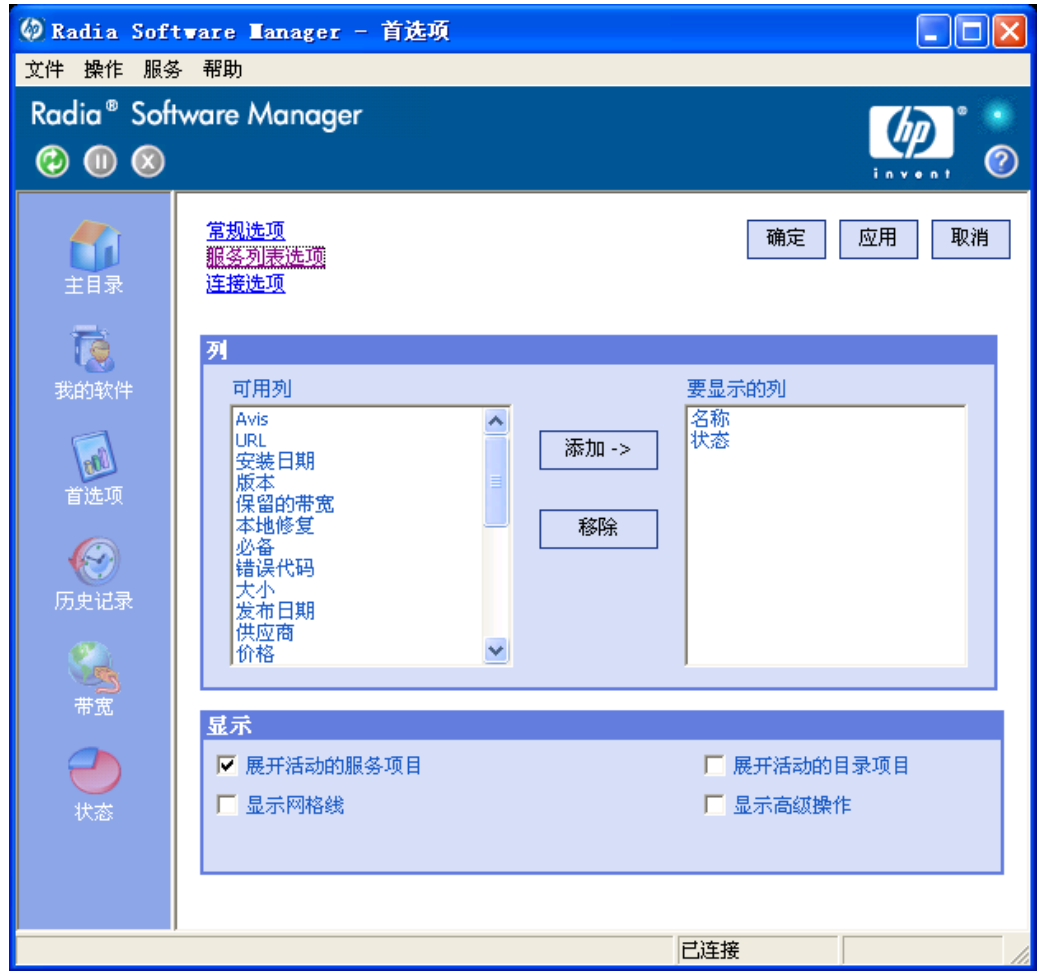 Radia Software Manager - 首选项
文件 操作 服务 帮助
Radia® Software Manager
hp ®
invent
?
主目录
我的软件
首选项
历史记录
带宽
状态
常规选项
服务列表选项
连接选项
确定 应用 取消
列
可用列
Avis
URL
安装日期
版本
保留的带宽
本地修复
必备
错误代码
大小
发布日期
供应商
价格
添加 ->
移除
要显示的列
名称
状态
显示
展开活动的服务项目
展开活动的目录项目
显示网格线
显示高级操作
已连接